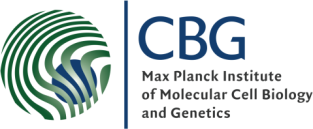 CBG
Max Planck Institute
of Molecular Cell Biology
and Genetics